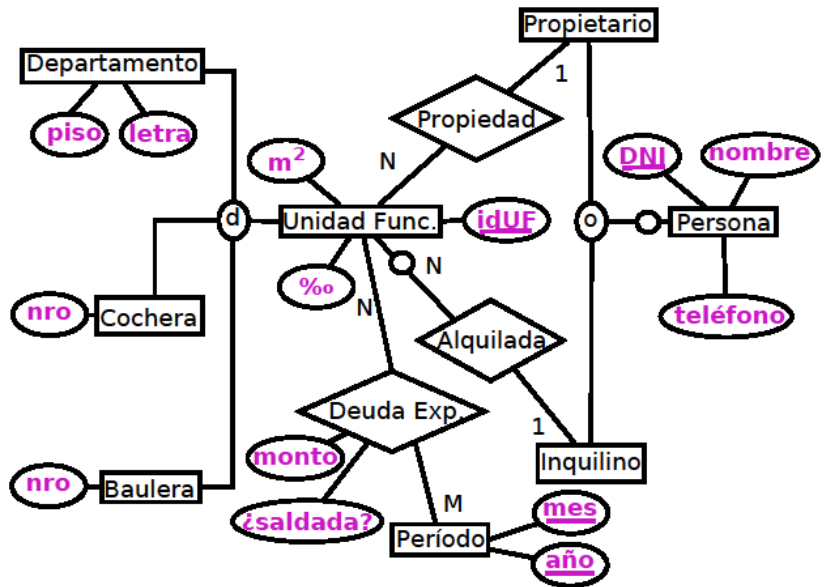 Propietario
Departamento
1
Propiedad
piso
letra
N
m²
DNI
nombre
d
Unidad Func.
idUF
o
Persona
‰
N
nro
Cochera
N
teléfono
Alquilada
Deuda Exp.
1
monto
Inquilino
nro
Baulera
M
mes
¿saldada?
Período
año